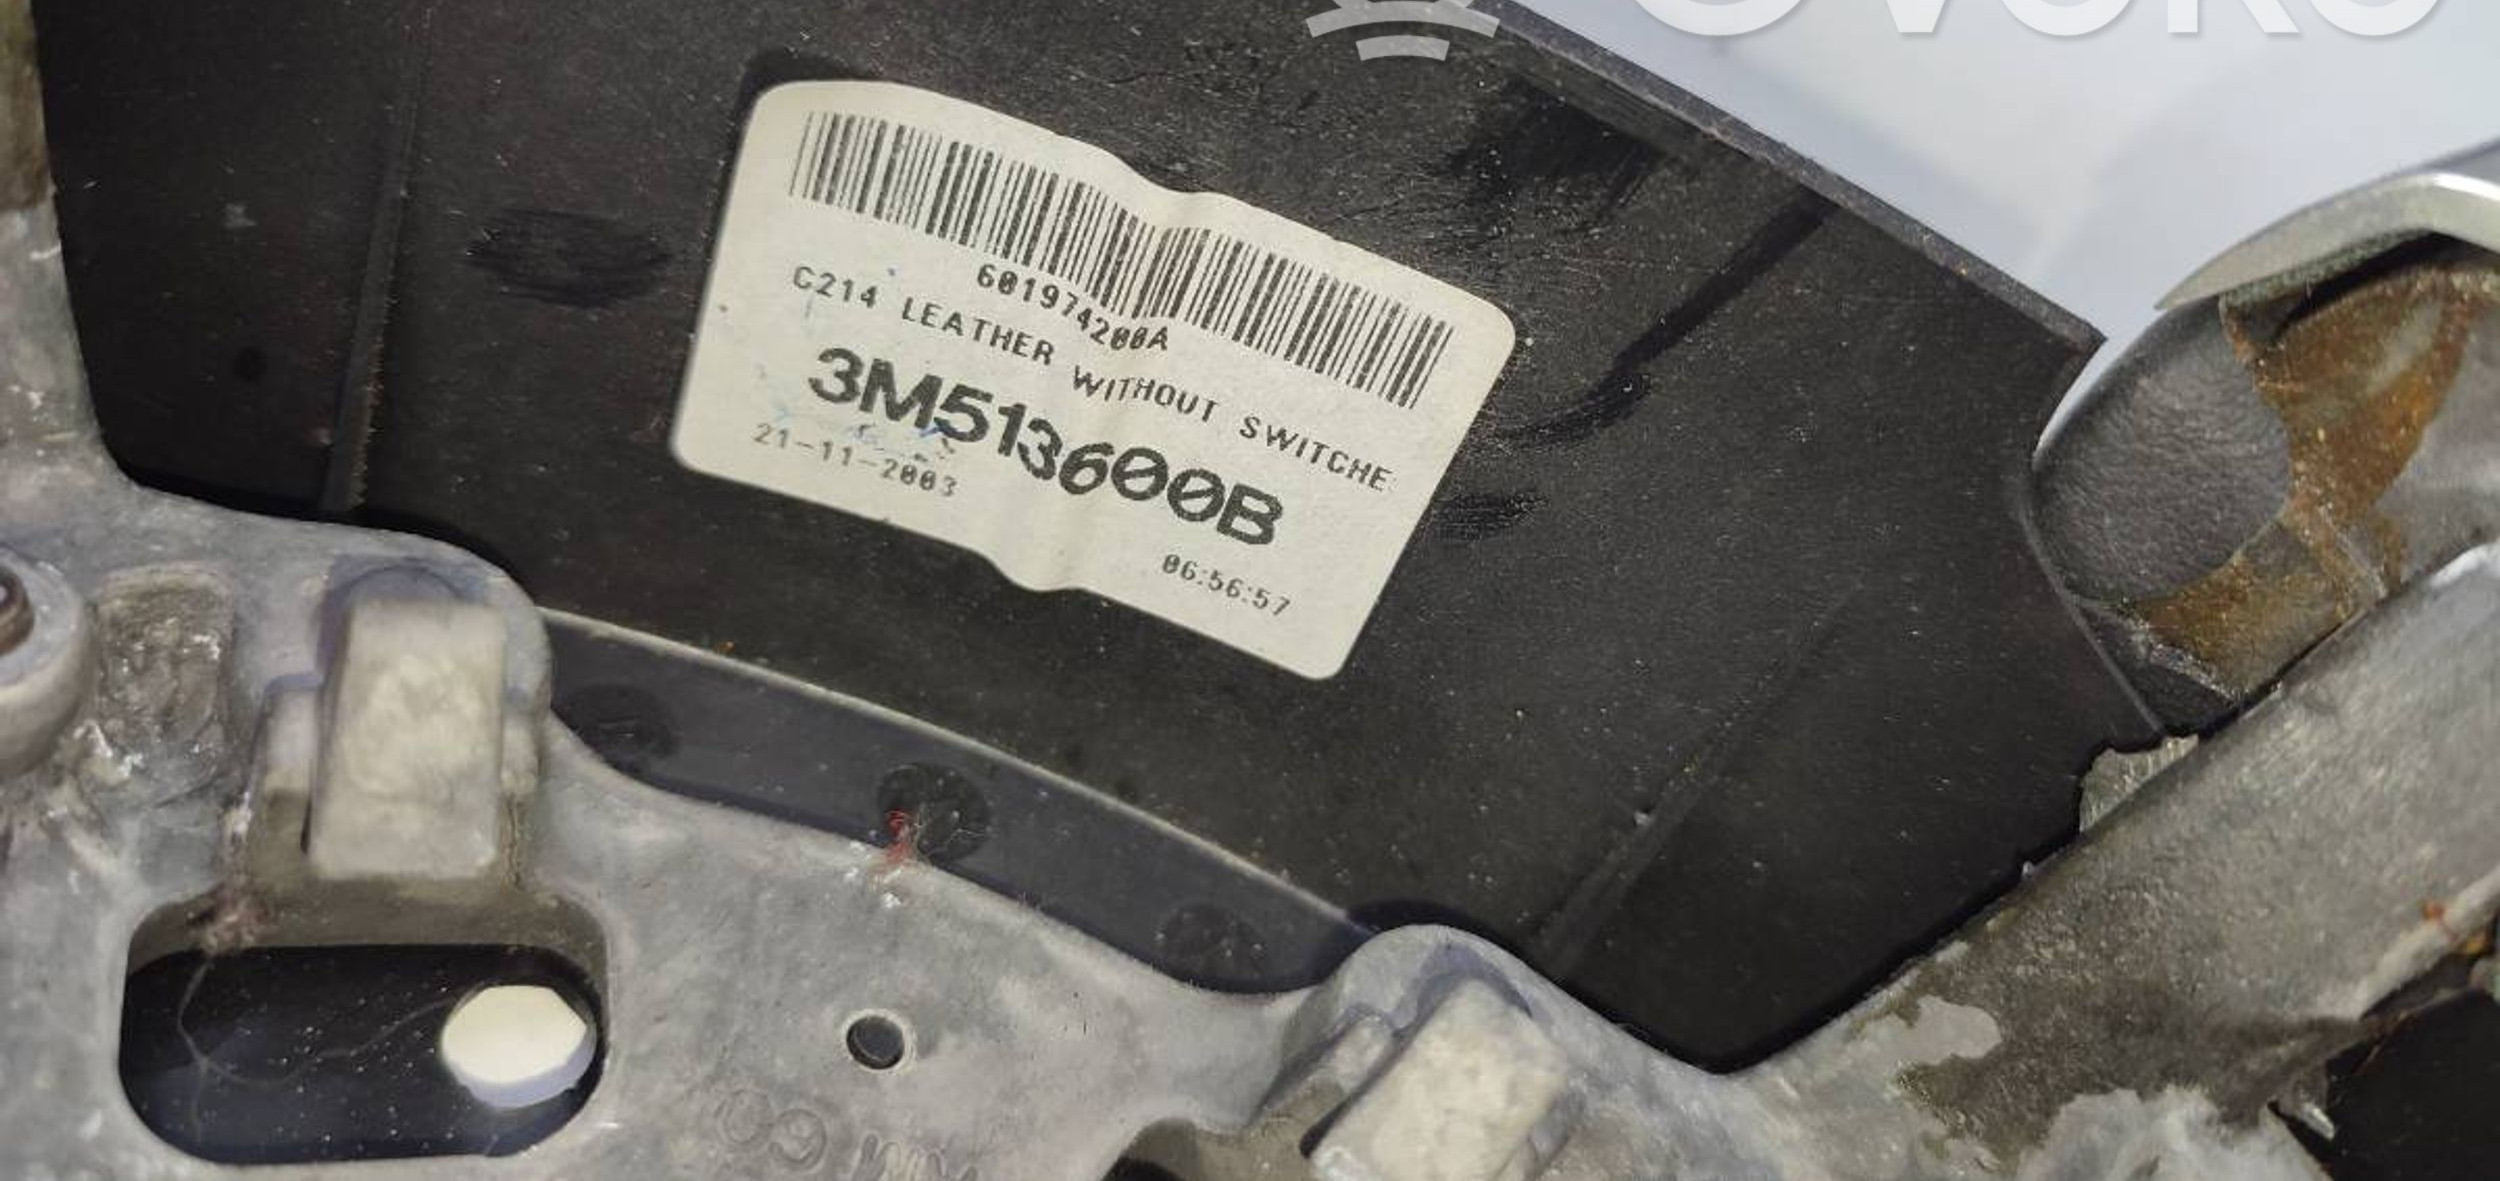 601974200A
C214 LEATHER WITHOUT SWITCHE
3M513600B
21-11-2003
06:56:57